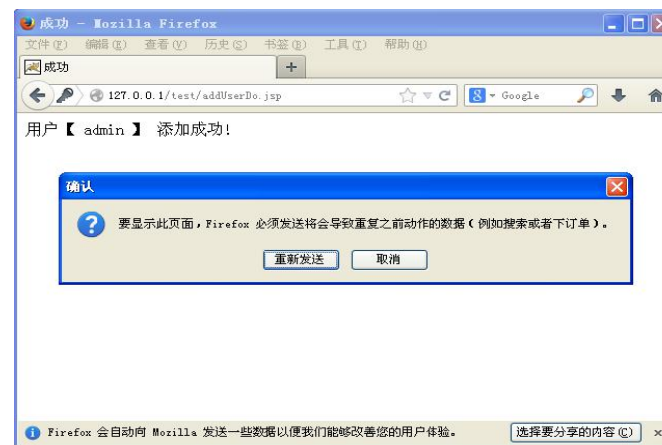 成功 - Mozilla Firefox
文件(F) 编辑(E) 查看(V) 历史(S) 书签(B) 工具(T) 帮助(H)
成功 +
127.0.0.1/test/addUserDo.jsp Google
用户【 admin 】 添加成功!
确认
要显示此页面,Firefox 必须发送将会导致重复之前动作的数据(例如搜索或者下订单)。
重新发送 取消
Firefox 会自动向 Mozilla 发送一些数据以便我们能够改善您的用户体验。 选择要分享的内容(C) ×